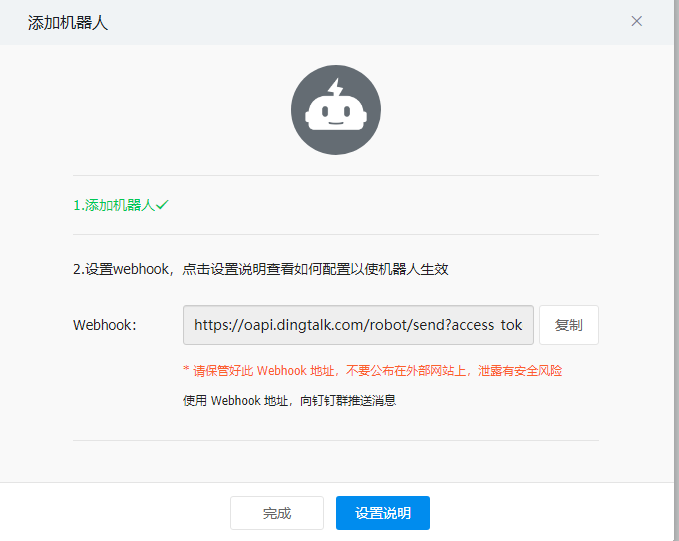 添加机器人
1.添加机器人
2.设置webhook，点击设置说明查看如何配置以使机器人生效
Webhook： https://oapi.dingtalk.com/robot/send?access_tok 复制
* 请保管好此 Webhook 地址，不要公布在外部网站上，泄露有安全风险
使用 Webhook 地址，向钉钉群推送消息
完成 设置说明